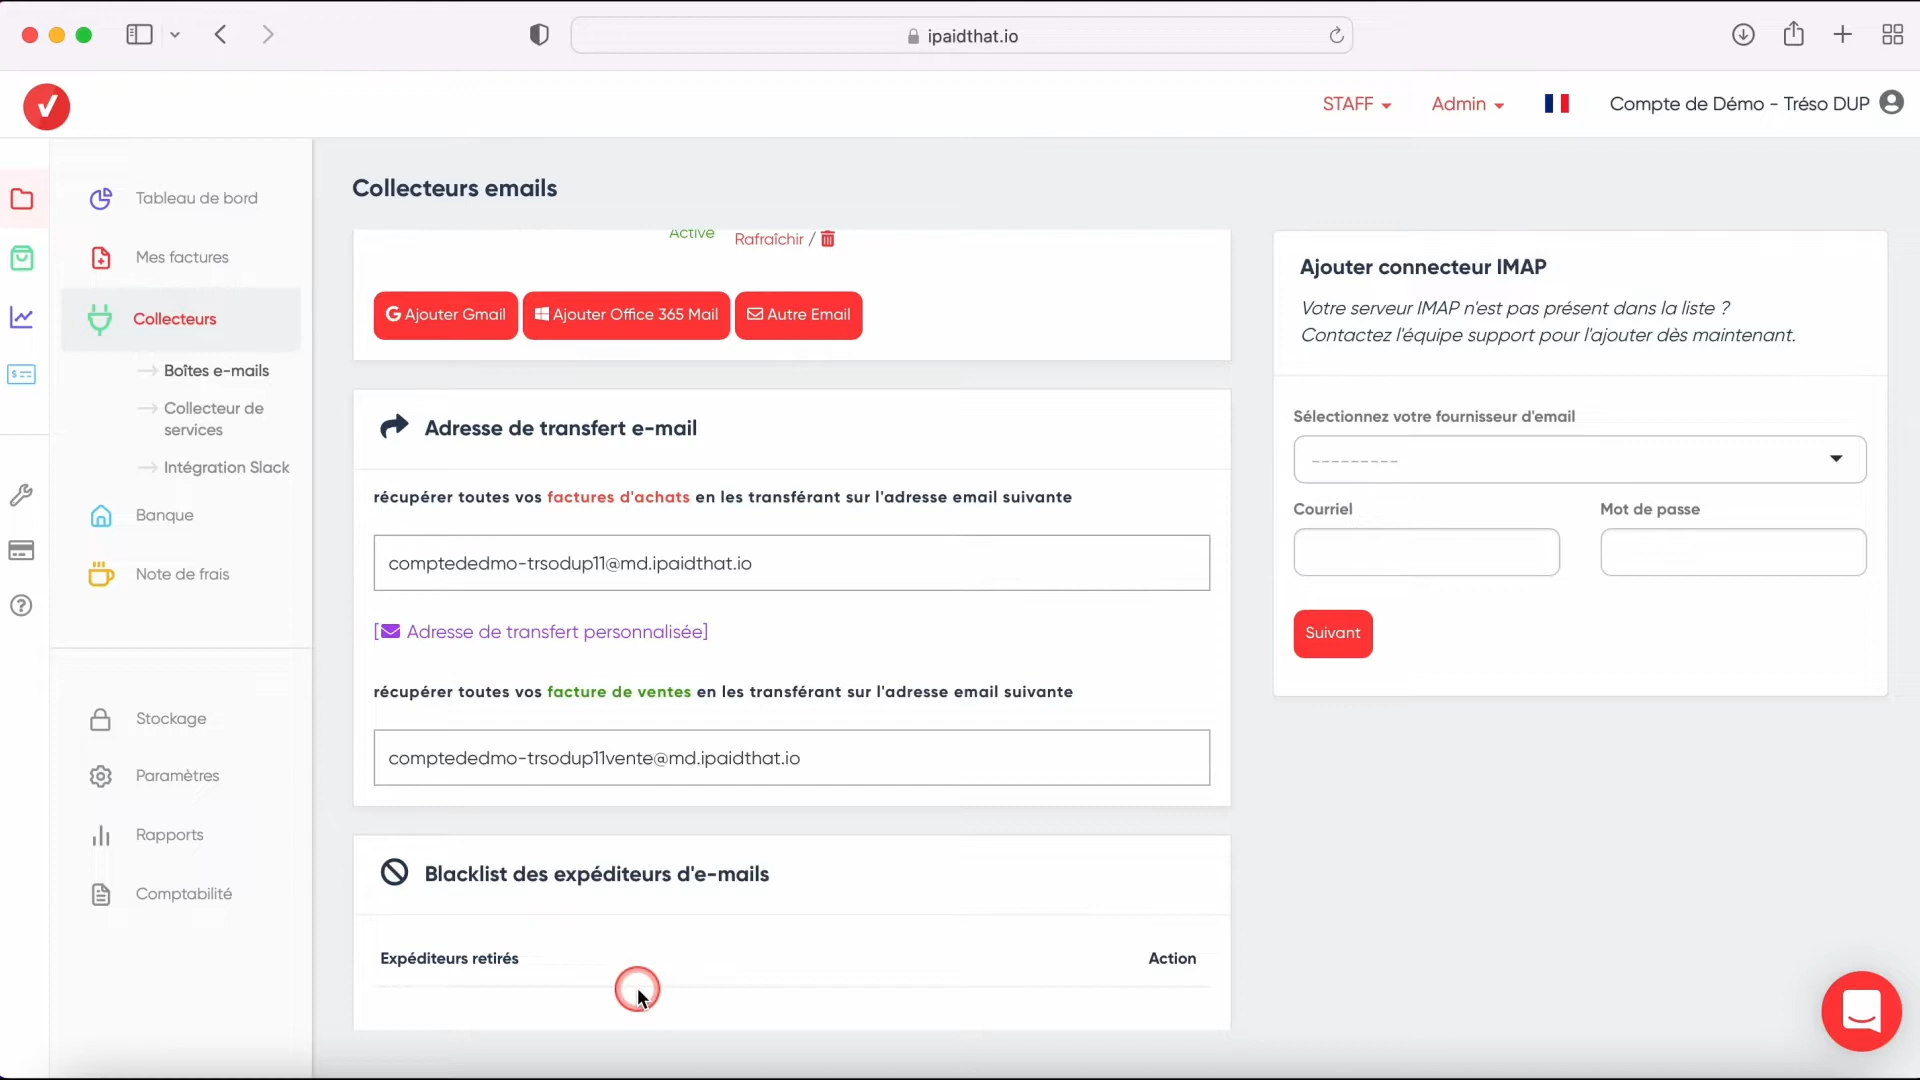 ipaidthat.io
STAFF
Admin
Compte de Démo - Tréso DUP
Tableau de bord
Mes factures
Collecteurs
Boîtes e-mails
Collecteur de
services
Intégration Slack
Banque
Note de frais
Stockage
Paramètres
Rapports
Comptabilité
Collecteurs emails
Active
Rafraîchir /
Ajouter Gmail
Ajouter Office 365 Mail
Autre Email
Adresse de transfert e-mail
récupérer toutes vos factures d'achats en les transférant sur l'adresse email suivante
comptededmo-trsodup11@md.ipaidthat.io
[ Adresse de transfert personnalisée]
récupérer toutes vos facture de ventes en les transférant sur l'adresse email suivante
comptededmo-trsodup11vente@md.ipaidthat.io
Blacklist des expéditeurs d'e-mails
Expéditeurs retirés
Action
Ajouter connecteur IMAP
Votre serveur IMAP n'est pas présent dans la liste ?
Contactez l'équipe support pour l'ajouter dès maintenant.
Sélectionnez votre fournisseur d'email
---------
Courriel
Mot de passe
Suivant